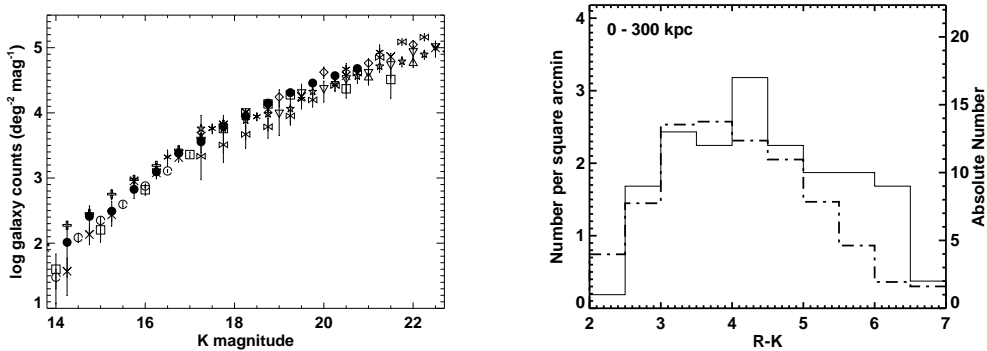 log galaxy counts (deg⁻² mag⁻¹)
5
4
3
2
1
14 16 18 20 22
K magnitude
0 - 300 kpc
Number per square arcmin
4
3
2
1
0
2 3 4 5 6 7
R-K
20
15
10
5
0
Absolute Number